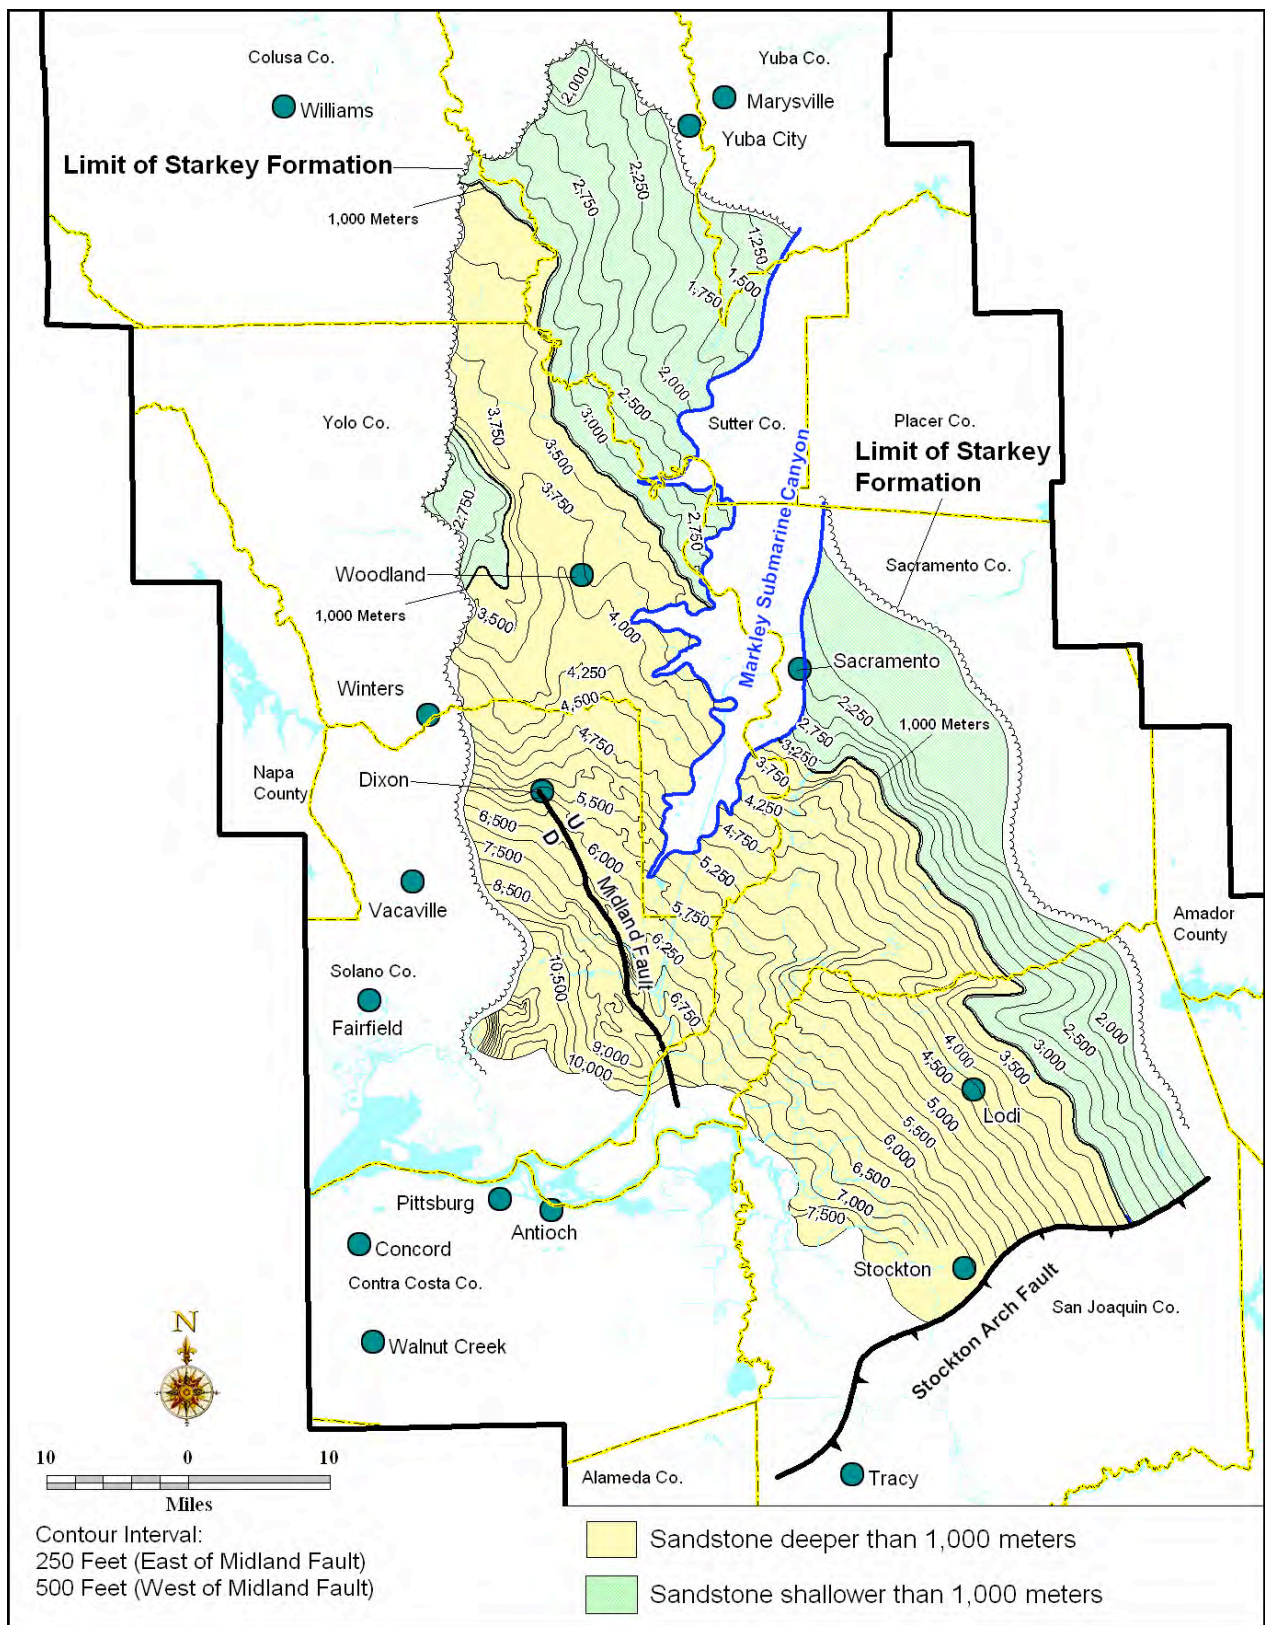 Colusa Co.
Williams
Yuba Co.
Marysville
Yuba City
2,000
Limit of Starkey Formation
1,000 Meters
2,750
2,250
1,250
1,500
1,750
2,000
2,500
3,000
Yolo Co.
3,750
3,500
3,750
Sutter Co.
Placer Co.
Limit of Starkey
Formation
Markley Submarine Canyon
2,750
2,750
Sacramento Co.
Woodland
1,000 Meters
3,500
4,000
Sacramento
4,250
4,500
Winters
2,250
1,000 Meters
2,750
3,250
3,750
4,750
Napa
County
Dixon
5,500
4,250
U
D
6,500
6,000
4,750
7,500
5,250
8,500
Midland Fault
Vacaville
5,750
Amador
County
6,250
Solano Co.
10,500
Fairfield
6,750
9,000
10,000
2,000
2,500
3,000
3,500
4,000
4,500
Lodi
5,000
5,500
6,000
6,500
7,000
7,500
Pittsburg
Antioch
Concord
Contra Costa Co.
Stockton
San Joaquin Co.
Stockton Arch Fault
N
Walnut Creek
10 0 10
Miles
Alameda Co.
Tracy
Contour Interval:
250 Feet (East of Midland Fault)
500 Feet (West of Midland Fault)
Sandstone deeper than 1,000 meters
Sandstone shallower than 1,000 meters